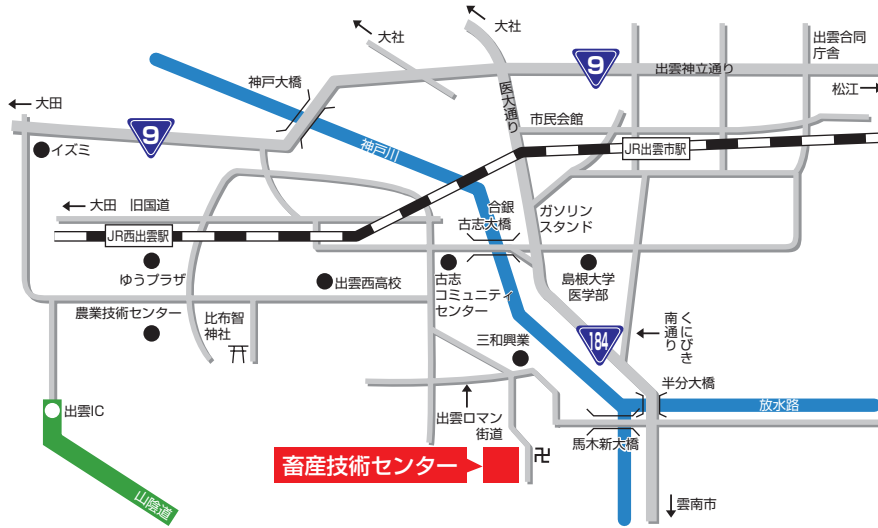 大社
大社
出雲合同
庁舎
9
出雲神立通り
神戸大橋
松江
大田
医大通り
市民会館
9
イズミ
神戸川
JR出雲市駅
大田 旧国道
合銀
古志大橋
ガソリン
スタンド
JR西出雲駅
ゆうプラザ
出雲西高校
古志
コミュニティ
センター
島根大学
医学部
農業技術センター
比布智
神社
くにびき
南通り
184
三和興業
半分大橋
出雲IC
出雲ロマン
街道
放水路
馬木新大橋
畜産技術センター
卍
山陰道
雲南市